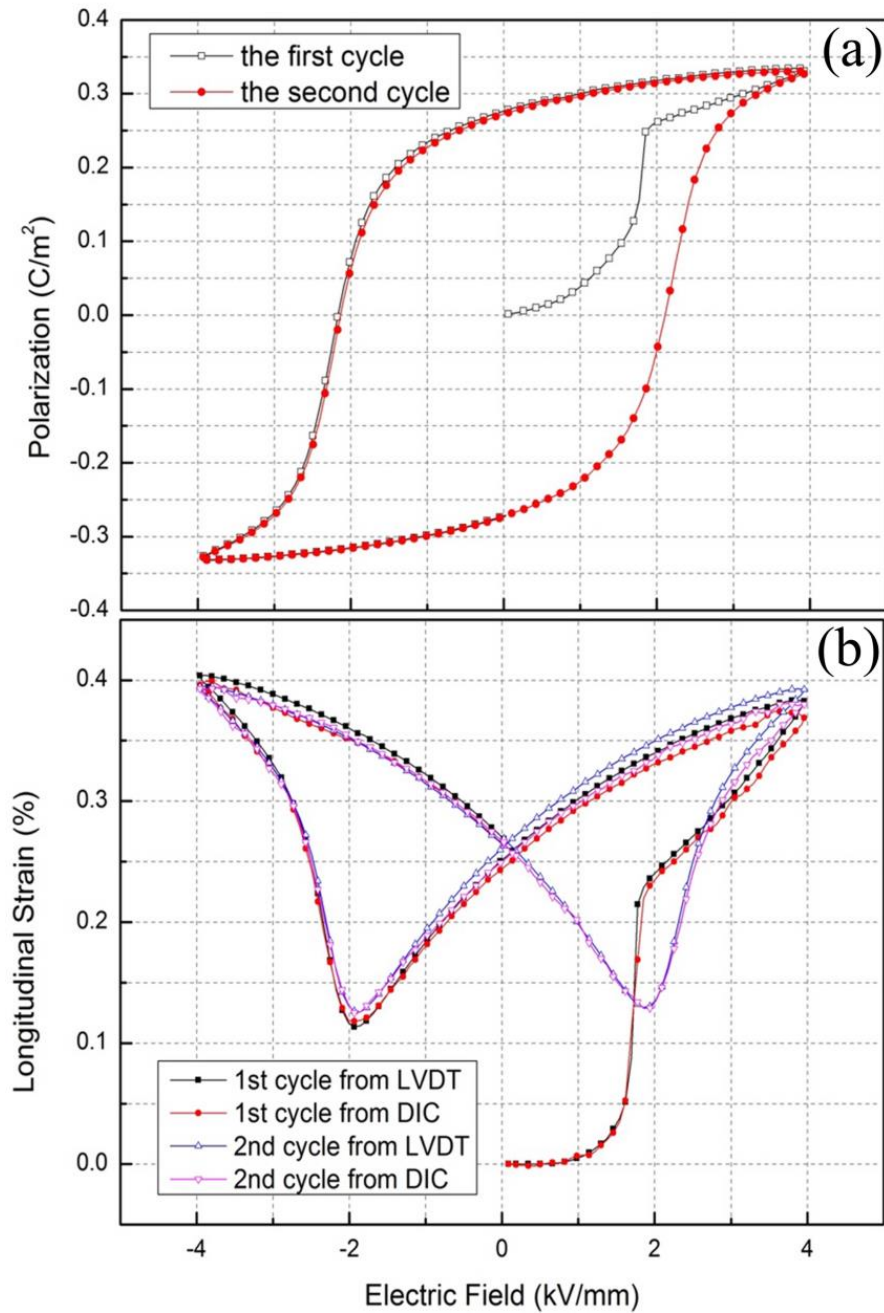 (a)
the first cycle
the second cycle
0.4
0.3
0.2
0.1
0.0
-0.1
-0.2
-0.3
-0.4
Polarization (C/m²)
(b)
0.4
0.3
0.2
0.1
0.0
Longitudinal Strain (%)
1st cycle from LVDT
1st cycle from DIC
2nd cycle from LVDT
2nd cycle from DIC
-4 -2 0 2 4
Electric Field (kV/mm)